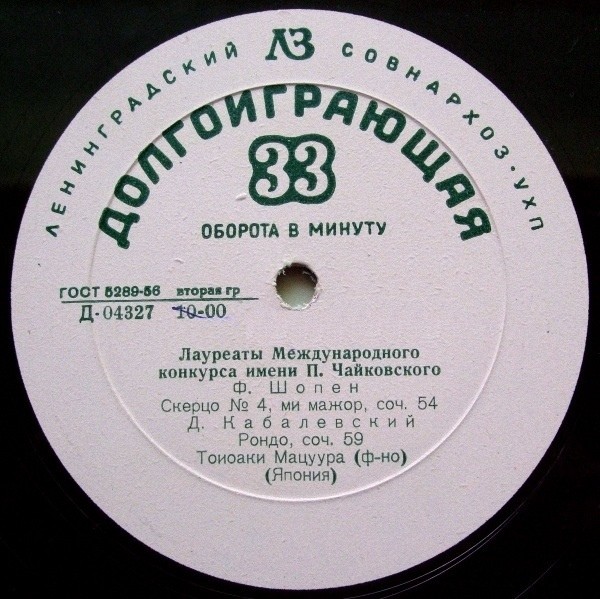 ЛЕНИНГРАДСКИЙ ЛЗ СОВНАРХОЗ·УХП
ДОЛГОИГРАЮЩАЯ
33
ОБОРОТА В МИНУТУ
ГОСТ 5289-56 вторая гр
Д-04327 10-00
Лауреаты Международного
конкурса имени П. Чайковского
Ф. Шопен
Скерцо № 4, ми мажор, соч. 54
Д. Кабалевский
Рондо, соч. 59
Тоиоаки Мацуура (ф-но)
(Япония)